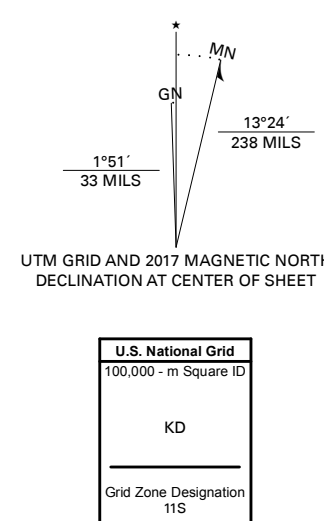 ★
MN
GN
13°24´
238 MILS
1°51´
33 MILS
UTM GRID AND 2017 MAGNETIC NORTH
DECLINATION AT CENTER OF SHEET
U.S. National Grid
100,000 - m Square ID
KD
Grid Zone Designation
11S